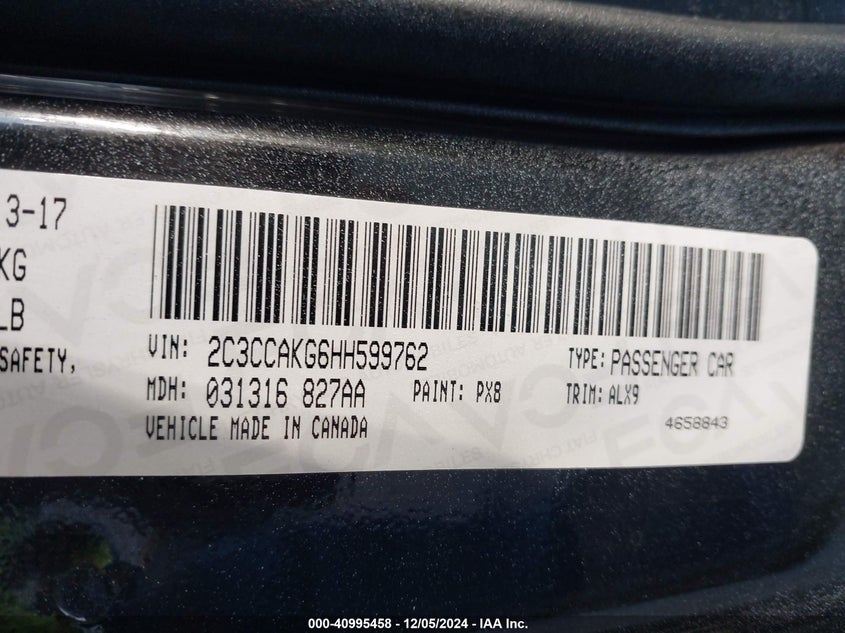 3-17
KG
LB
SAFETY,
VIN: 2C3CCAKG6HH599762 TYPE: PASSENGER CAR
MDH: 031316 827AA PAINT: PX8 TRIM: ALX9
VEHICLE MADE IN CANADA 4658843
000-40995458 - 12/05/2024 - IAA Inc.